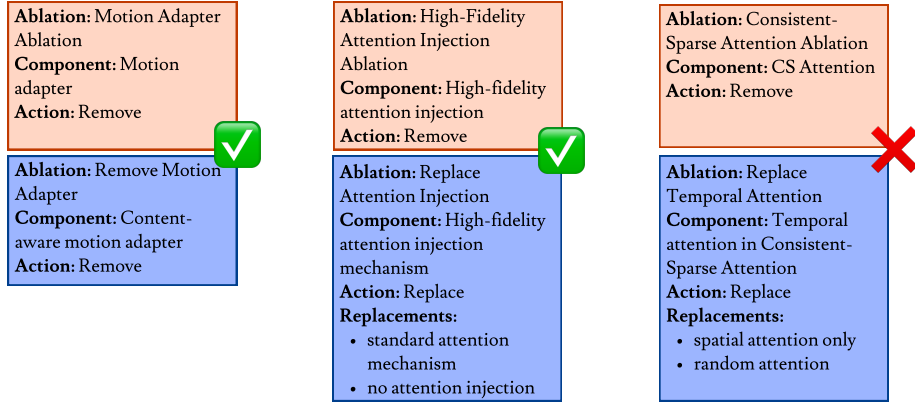 Ablation: Motion Adapter
Ablation
Component: Motion
adapter
Action: Remove
Ablation: Remove Motion
Adapter
Component: Content-
aware motion adapter
Action: Remove
Ablation: High-Fidelity
Attention Injection
Ablation
Component: High-fidelity
attention injection
Action: Remove
Ablation: Replace
Attention Injection
Component: High-fidelity
attention injection
mechanism
Action: Replace
Replacements:
• standard attention
mechanism
• no attention injection
Ablation: Consistent-
Sparse Attention Ablation
Component: CS Attention
Action: Remove
Ablation: Replace
Temporal Attention
Component: Temporal
attention in Consistent-
Sparse Attention
Action: Replace
Replacements:
• spatial attention only
• random attention